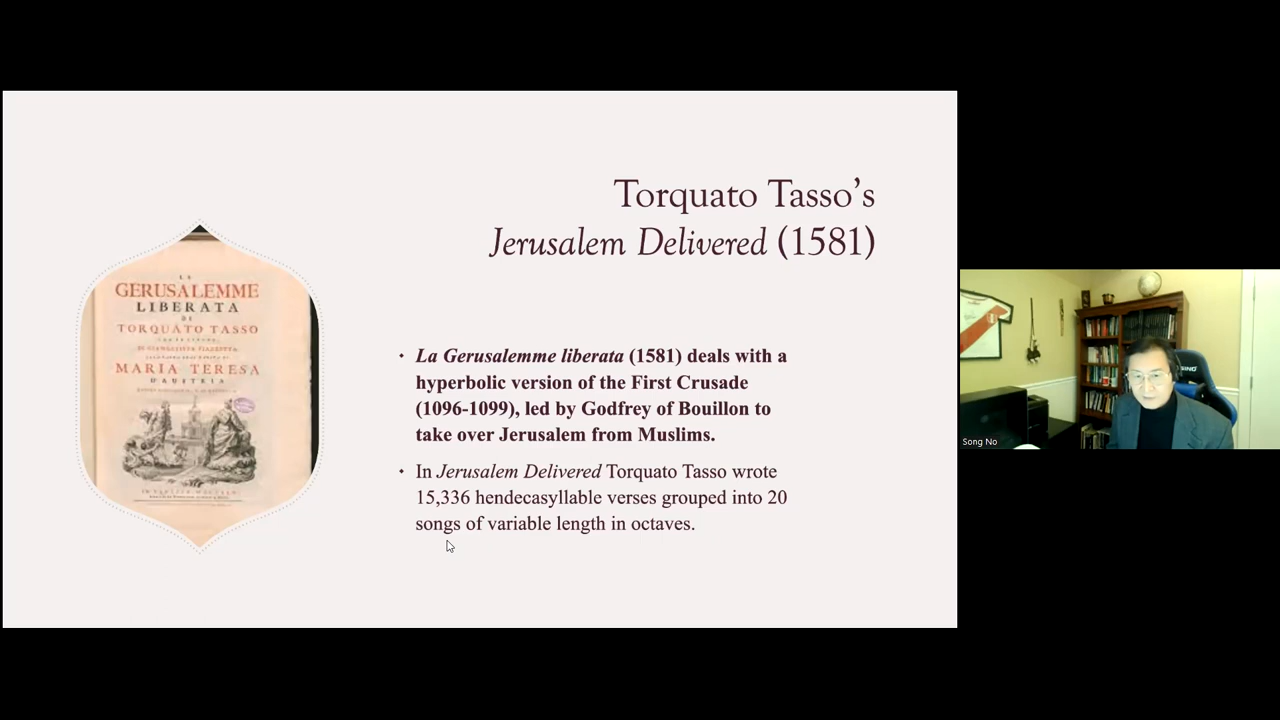 Torquato Tasso's
Jerusalem Delivered (1581)
LA
GERUSALEMME
LIBERATA
DI
TORQUATO TASSO
MARIA TERESA
D'AUSTRIA
• La Gerusalemme liberata (1581) deals with a
hyperbolic version of the First Crusade
(1096-1099), led by Godfrey of Bouillon to
take over Jerusalem from Muslims.
• In Jerusalem Delivered Torquato Tasso wrote
15,336 hendecasyllable verses grouped into 20
songs of variable length in octaves.
Song No